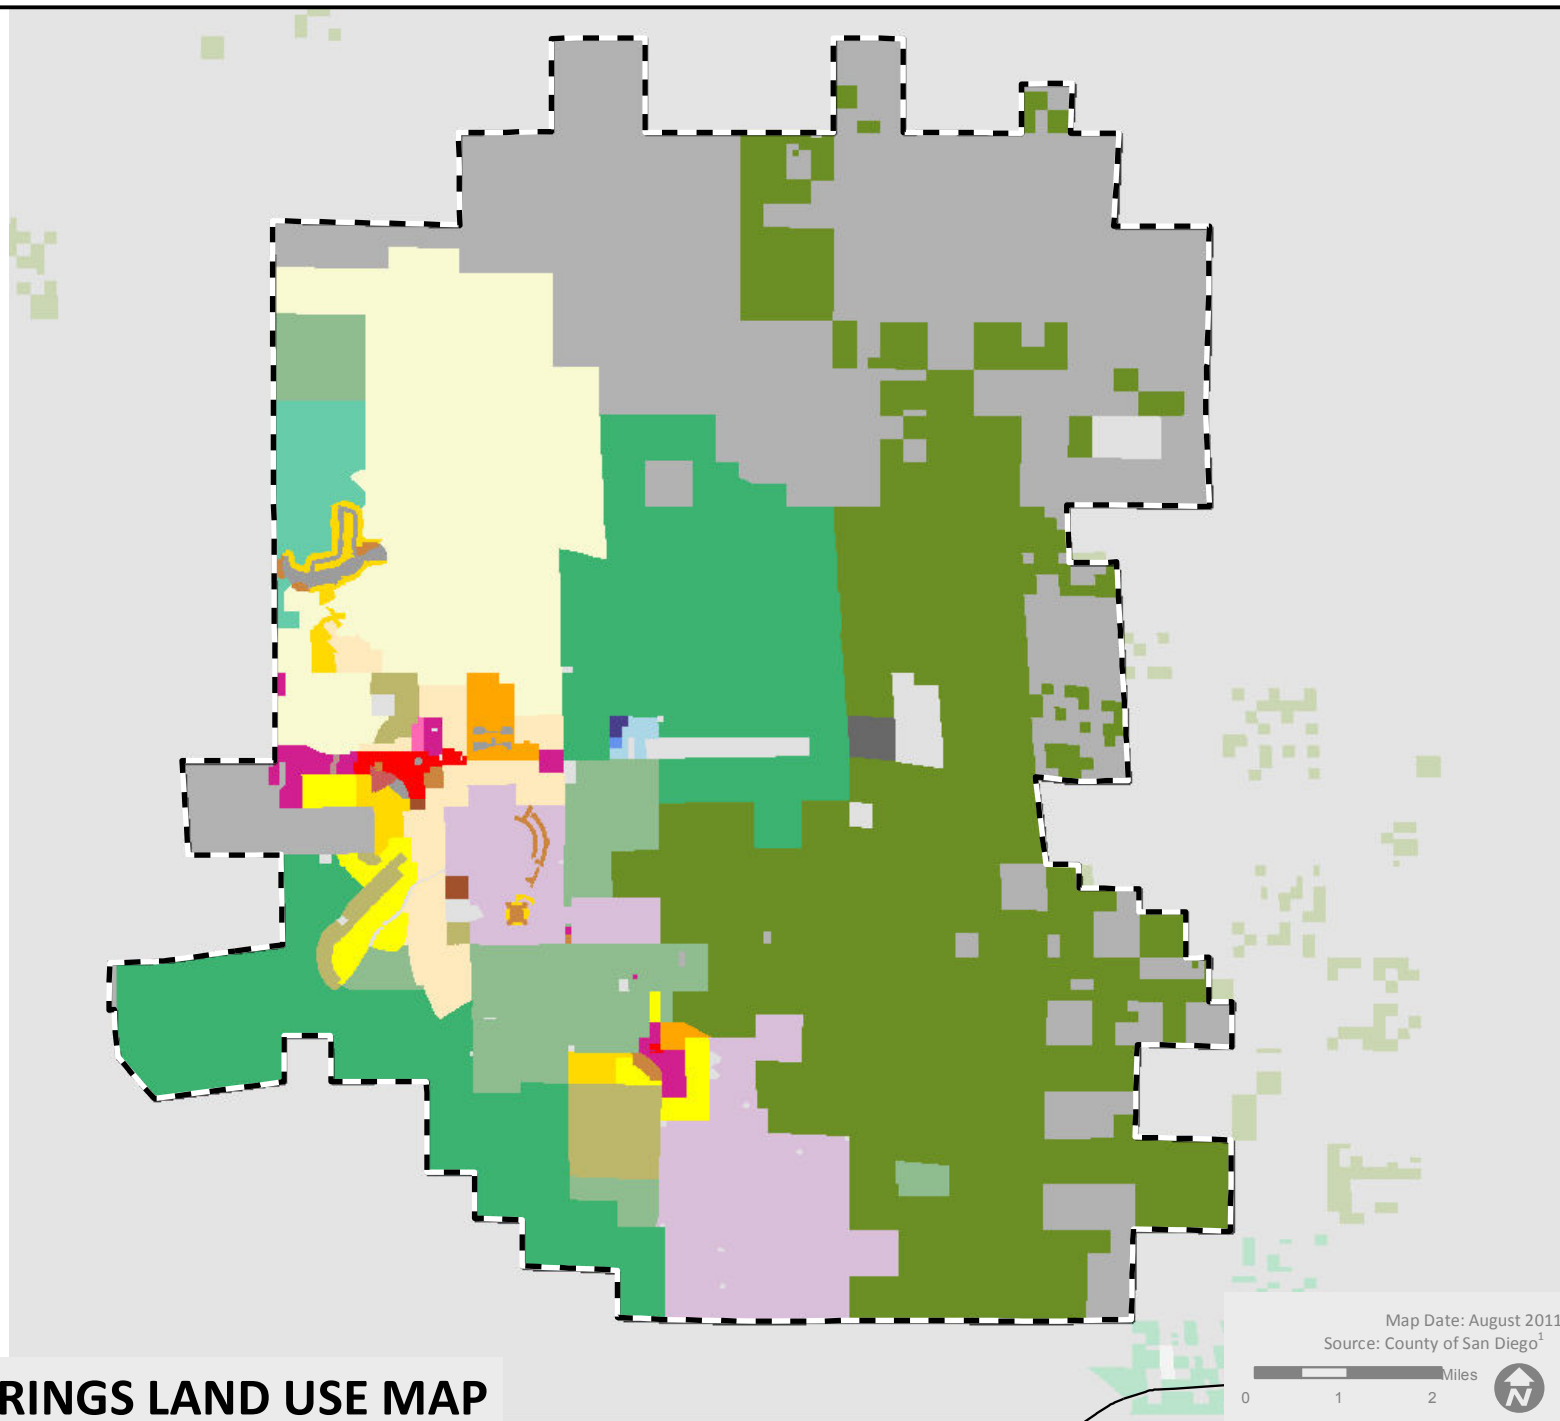 Map Date: August 2011
Source: County of San Diego1
Miles
0 1 2
N
RINGS LAND USE MAP